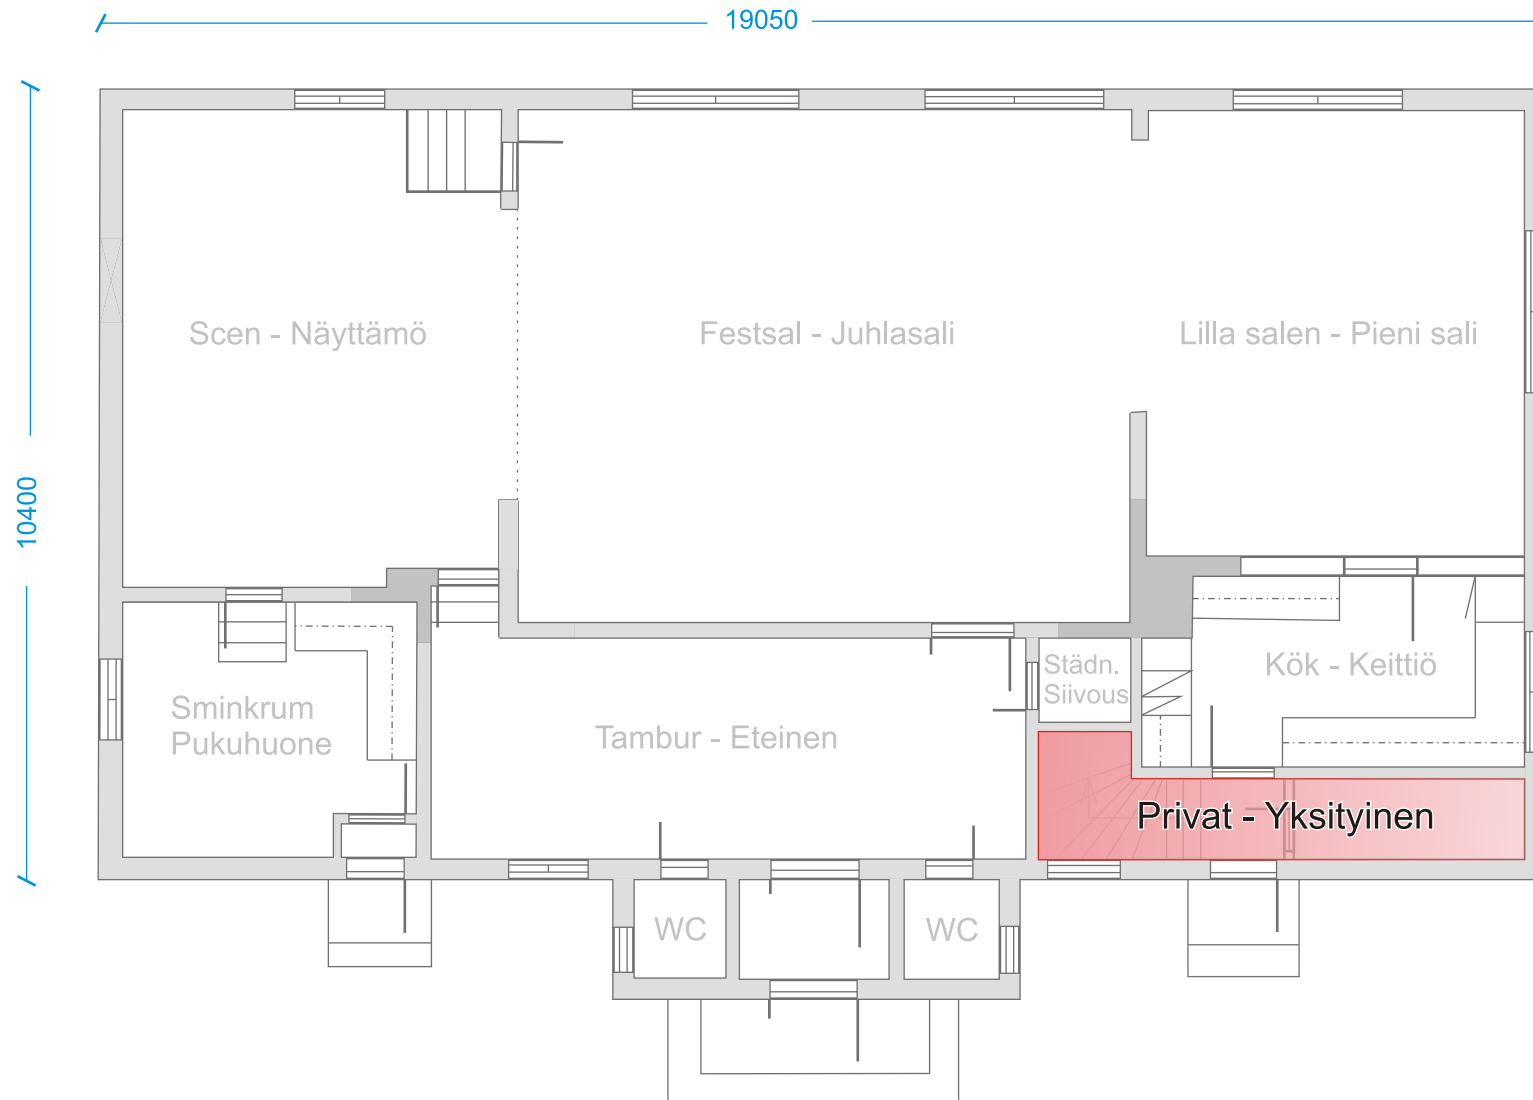 19050
10400
Scen - Näyttämö
Festsal - Juhlasali
Lilla salen - Pieni sali
Sminkrum
Pukuhuone
Tambur - Eteinen
Städn.
Siivous
Kök - Keittiö
Privat - Yksityinen
WC
WC